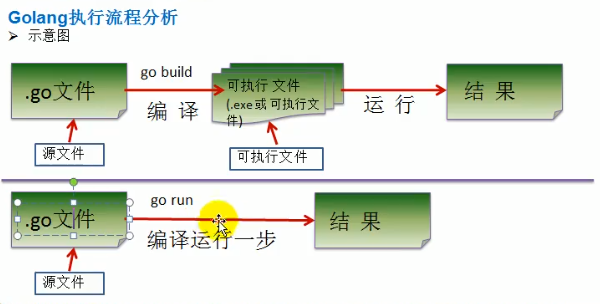 Golang执行流程分析
➢ 示意图
.go文件
go build
编 译
可执行 文件
(.exe或 可执行文
件)
运 行
结 果
源文件
可执行文件
.go文件
go run
编译运行一步
结 果
源文件